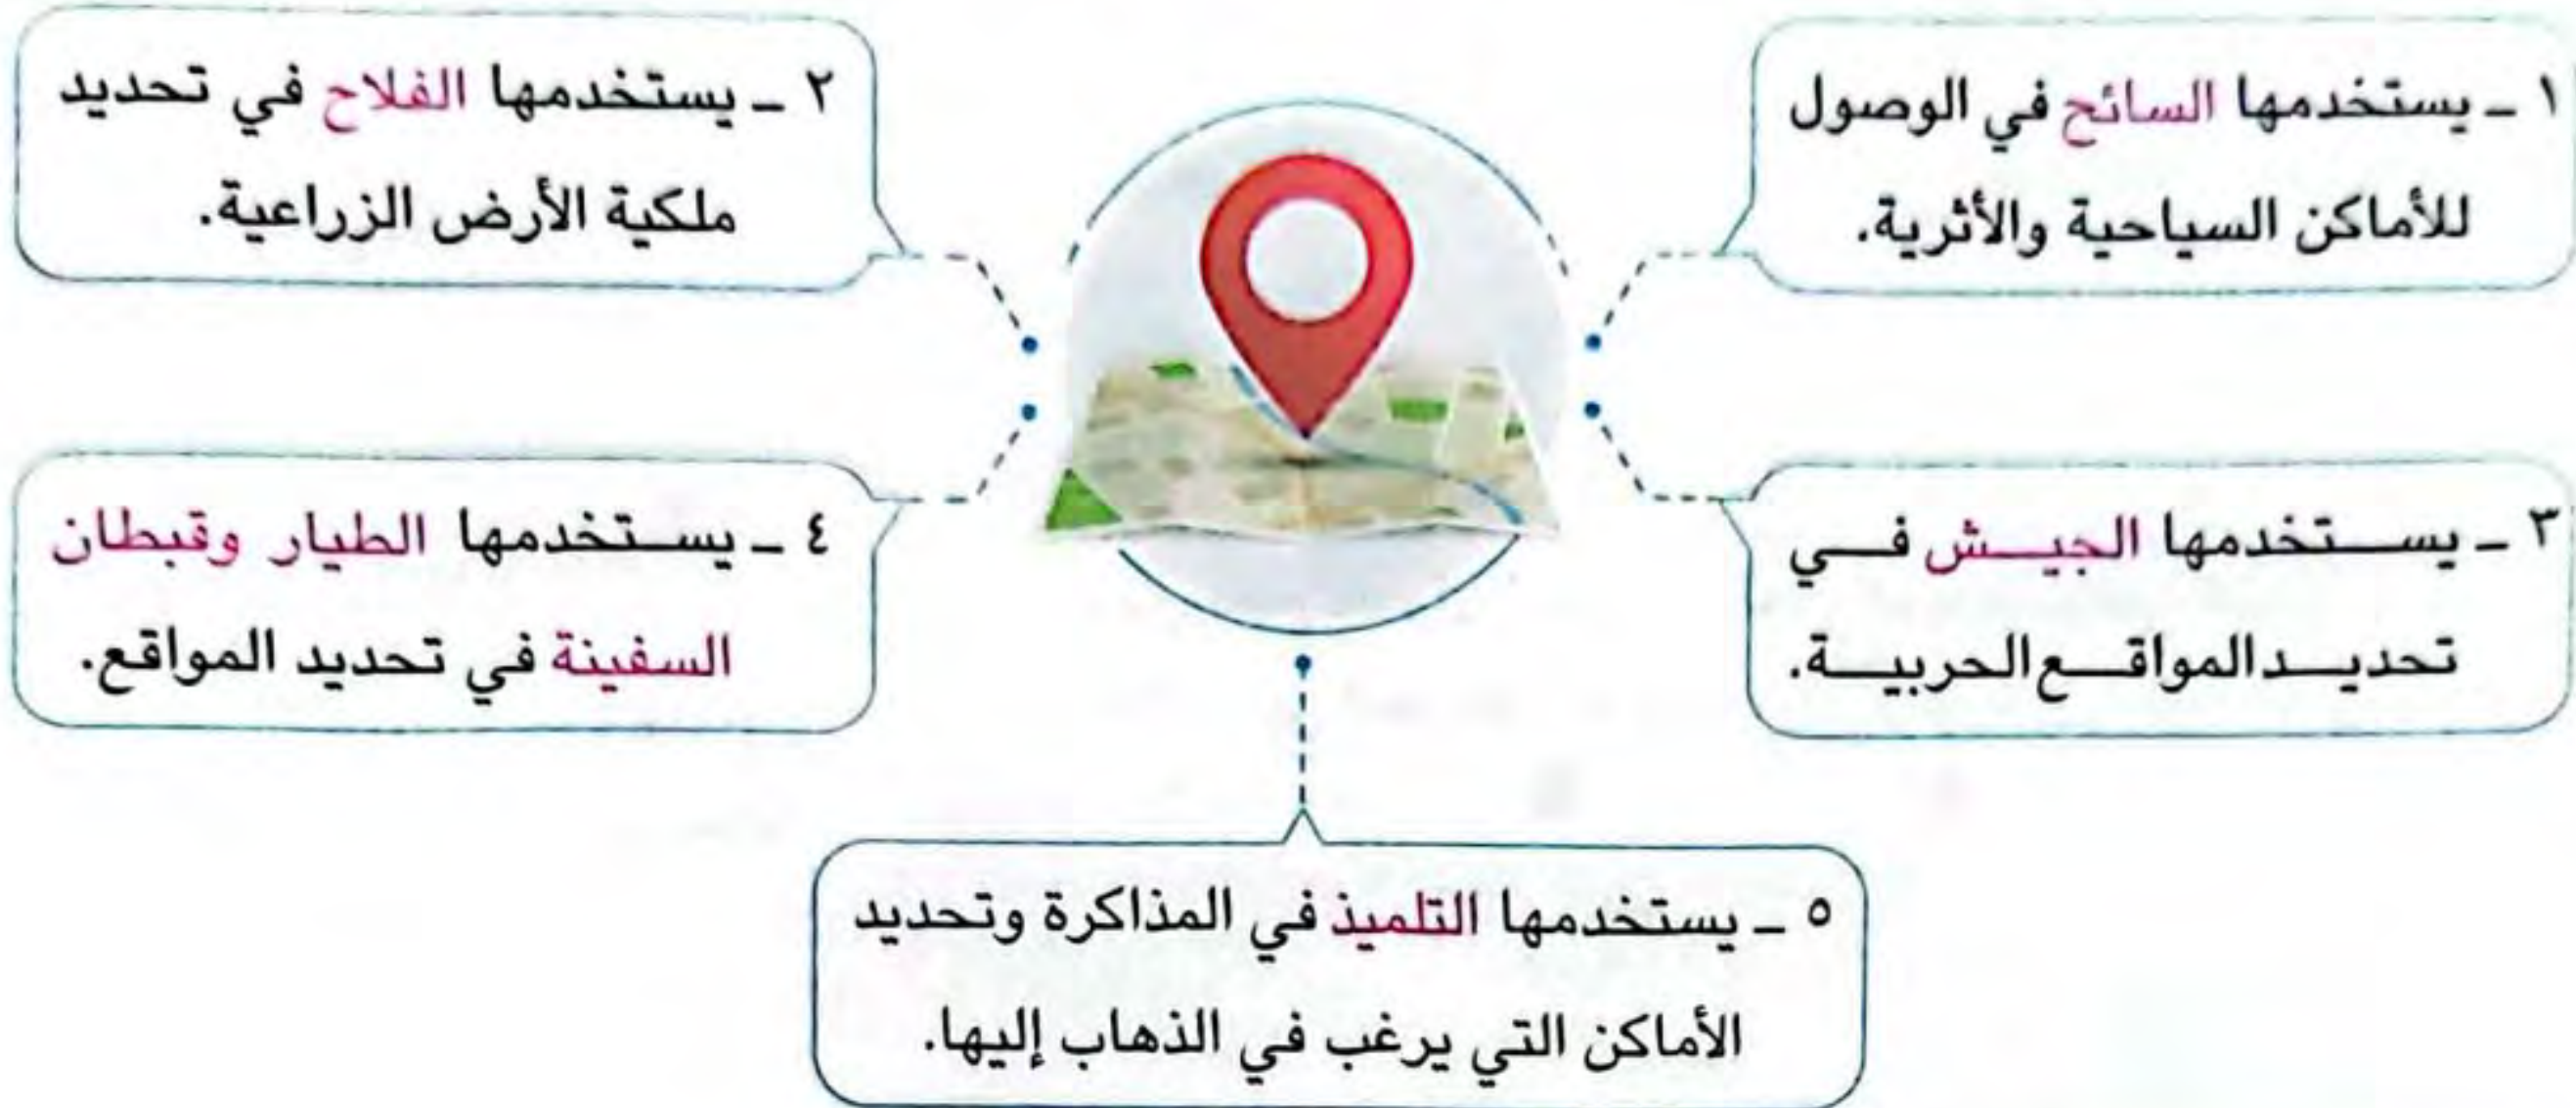 ١ ـ يستخدمها السائح في الوصول
للأماكن السياحية والأثرية.
٢ ـ يستخدمها الفلاح في تحديد
ملكية الأرض الزراعية.
٣ ـ يستخدمها الجيش في
تحديد المواقع الحربية.
٤ ـ يستخدمها الطيار وقبطان
السفينة في تحديد المواقع.
٥ ـ يستخدمها التلميذ في المذاكرة وتحديد
الأماكن التي يرغب في الذهاب إليها.